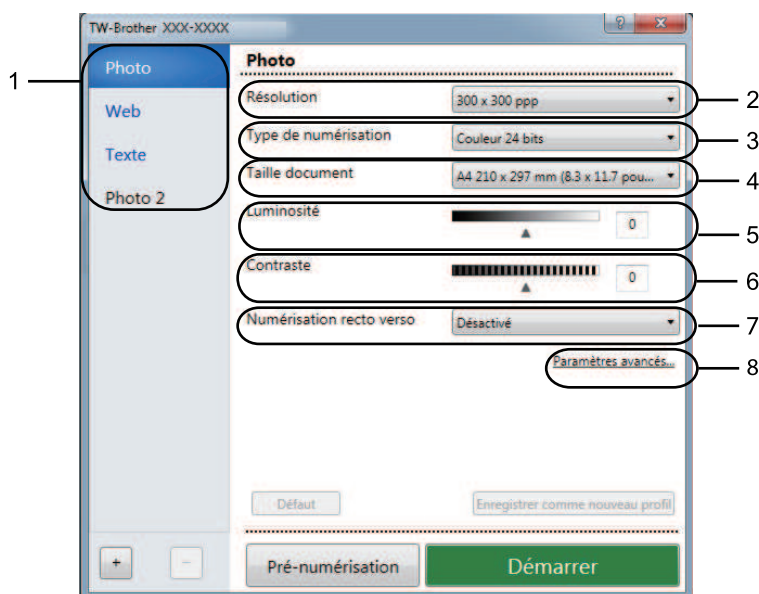 TW-Brother XXX-XXXX
?
1
Photo
Web
Texte
Photo 2
Photo
Résolution
300 x 300 ppp
2
Type de numérisation
Couleur 24 bits
3
Taille document
A4 210 x 297 mm (8.3 x 11.7 pou...
4
Luminosité
0
5
Contraste
0
6
Numérisation recto verso
Désactivé
7
Paramètres avancés...
8
Défaut
Enregistrer comme nouveau profil
+
-
Pré-numérisation
Démarrer